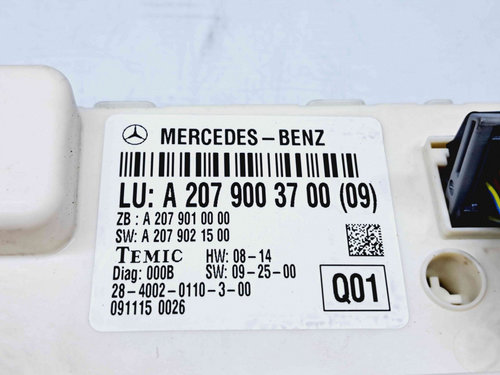 MERCEDES-BENZ
LU: A 207 900 37 00 (09)
ZB : A 207 901 00 00
SW: A 207 902 15 00
TEMIC HW: 08-14
Diag: 000B SW: 09-25-00
28-4002-0110-3-00
091115 0026
Q01